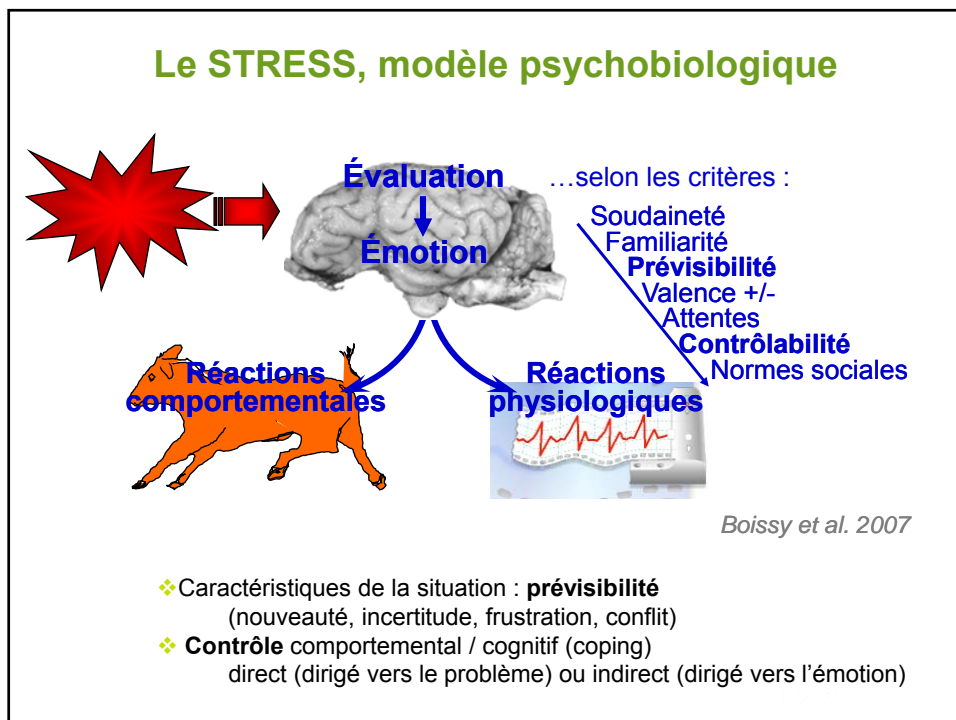 Le STRESS, modèle psychobiologique
Évaluation
Émotion
…selon les critères :
Soudaineté
Familiarité
Prévisibilité
Valence +/-
Attentes
Contrôlabilité
Normes sociales
Réactions
comportementales
Réactions
physiologiques
Boissy et al. 2007
❖Caractéristiques de la situation : prévisibilité
(nouveauté, incertitude, frustration, conflit)
❖ Contrôle comportemental / cognitif (coping)
direct (dirigé vers le problème) ou indirect (dirigé vers l’émotion)